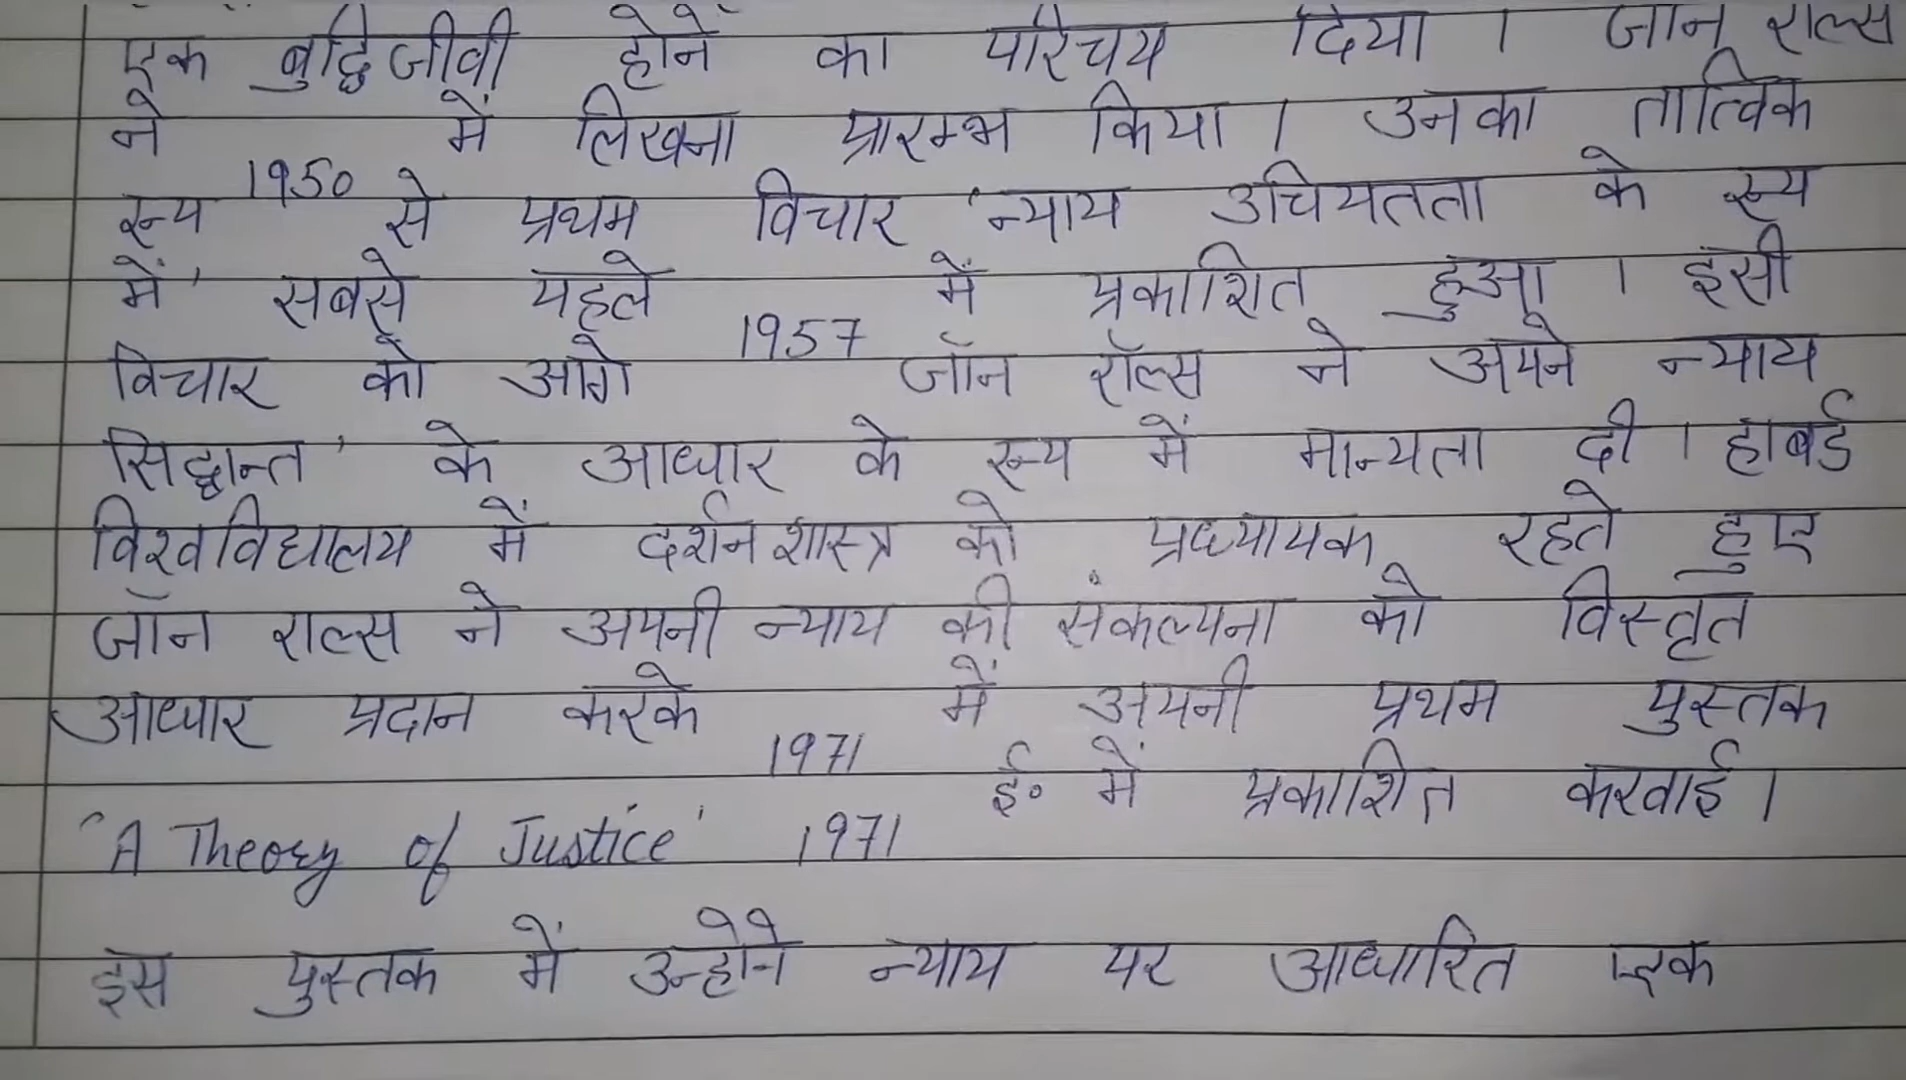 एक बुद्धिजीवी होने का परिचय दिया । जॉन राल्स
ने 1950 में लिखना प्रारम्भ किया । उनका तात्विक
रूप से प्रथम विचार 'न्याय उचियतता के रूप
में' सबसे पहले 1957 में प्रकाशित हुआ । इसी
विचार को आगे जॉन रॉल्स ने अपने न्याय
सिद्धान्त' के आधार के रूप में मान्यता दी । हार्बड
विश्वविद्यालय में दर्शनशास्त्र को प्रध्यापक रहते हुए
जॉन राल्स ने अपनी न्याय की संकल्पना को विस्तृत
आधार प्रदान करके 1971 में अपनी प्रथम पुस्तक
'A Theory of Justice' 1971 ई० में प्रकाशित करवाई ।
इस पुस्तक में उन्होने न्याय पर आधारित एक